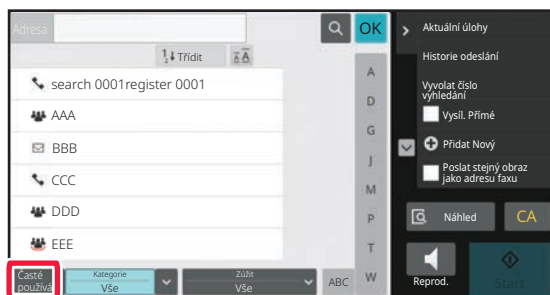 Adresa
OK
1↓ Třídit
search 0001register 0001
AAA
BBB
CCC
DDD
EEE
A
D
G
J
M
P
T
W
Časté
používá
Kategorie
Vše
Zúžit
Vše
ABC
Aktuální úlohy
Historie odeslání
Vyvolat číslo
vyhledání
Vysíl. Přímé
Přidat Nový
Poslat stejný obraz
jako adresu faxu
Náhled
CA
Reprod.
Start